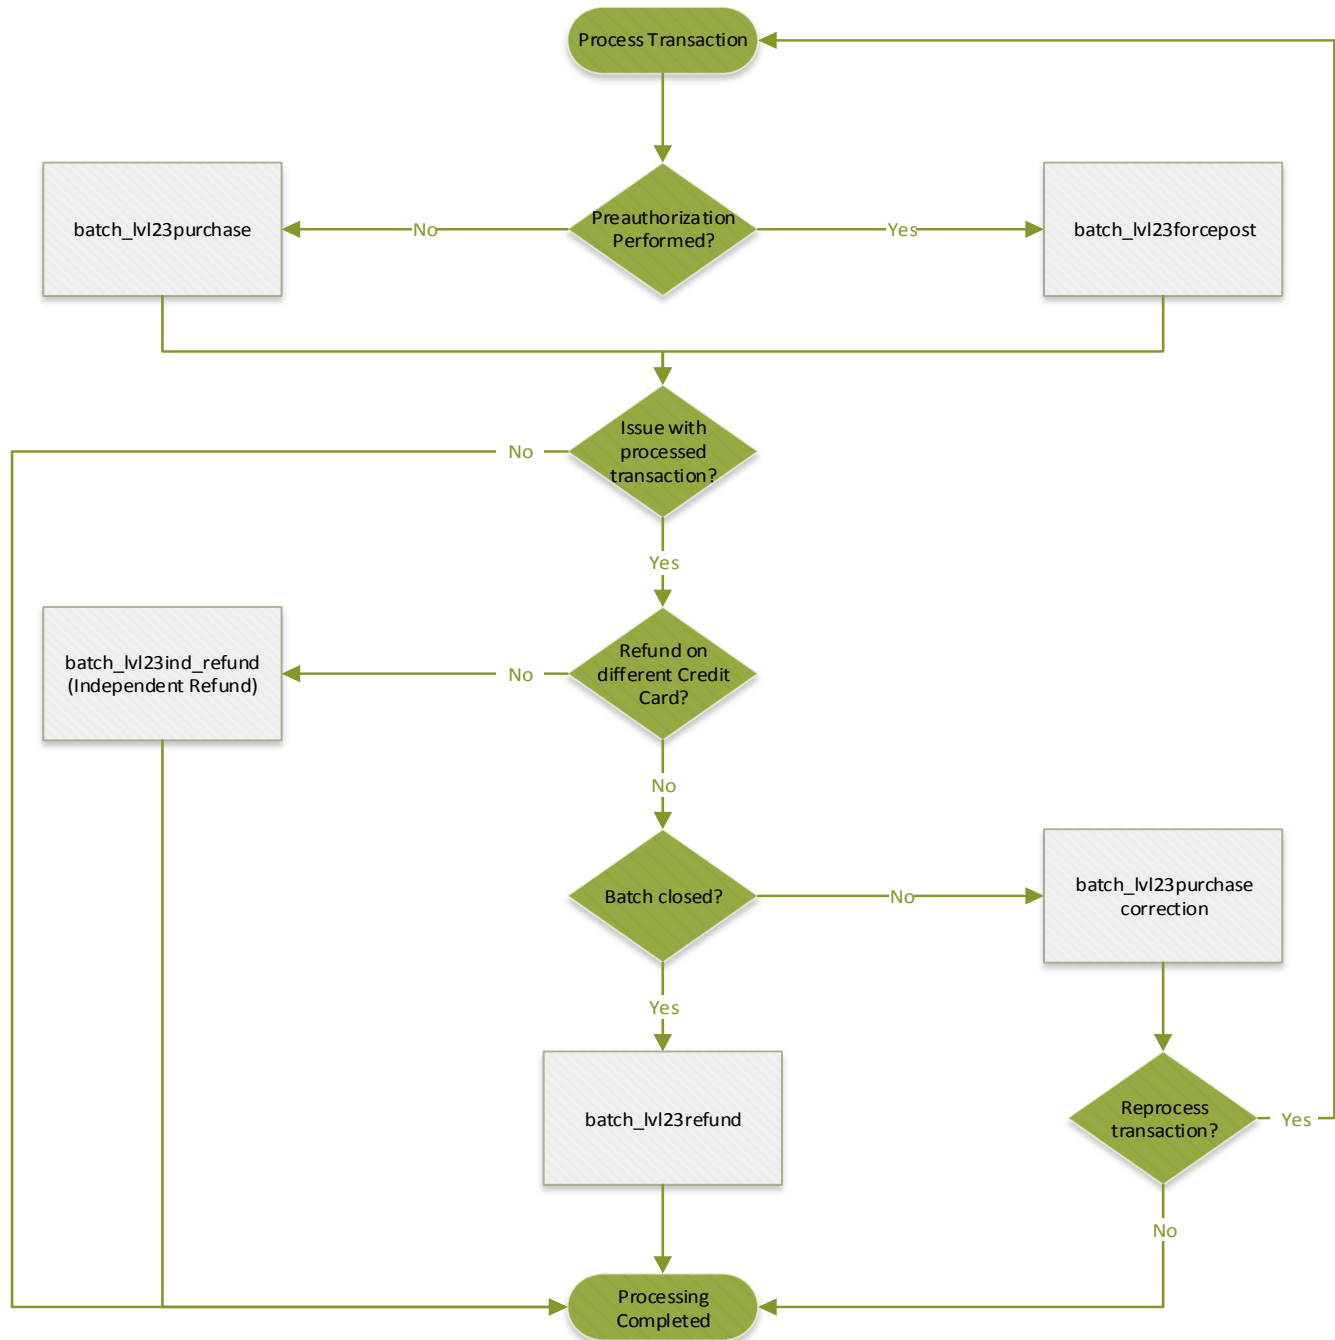 Process Transaction
batch_lvl23purchase
No
Preauthorization
Performed?
Yes
batch_lvl23forcepost
No
Issue with
processed
transaction?
Yes
batch_lvl23ind_refund
(Independent Refund)
No
Refund on
different Credit
Card?
No
Batch closed?
No
batch_lvl23purchase
correction
Yes
batch_lvl23refund
Reprocess
transaction?
Yes
No
Processing
Completed